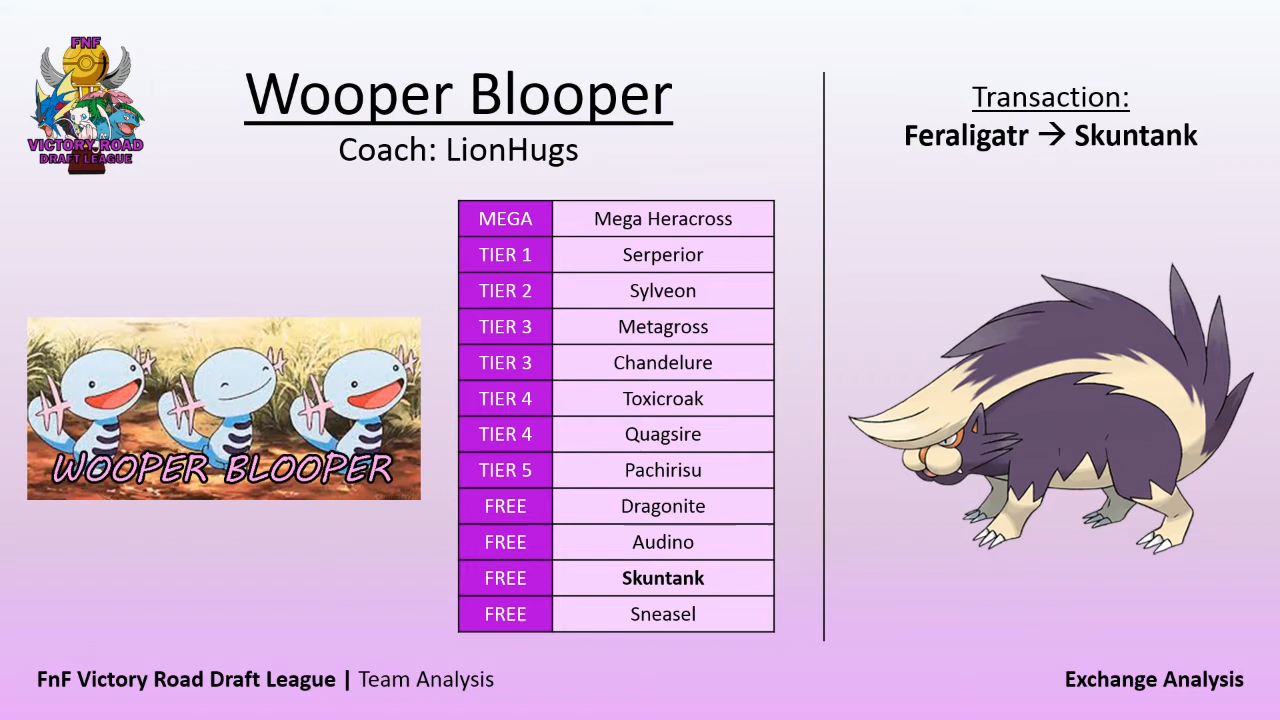 FNF
VICTORY ROAD
DRAFT LEAGUE
Wooper Blooper
Coach: LionHugs
Transaction:
Feraligatr → Skuntank
WOOPER BLOOPER
MEGA Mega Heracross
TIER 1 Serperior
TIER 2 Sylveon
TIER 3 Metagross
TIER 3 Chandelure
TIER 4 Toxicroak
TIER 4 Quagsire
TIER 5 Pachirisu
FREE Dragonite
FREE Audino
FREE Skuntank
FREE Sneasel
FnF Victory Road Draft League | Team Analysis
Exchange Analysis